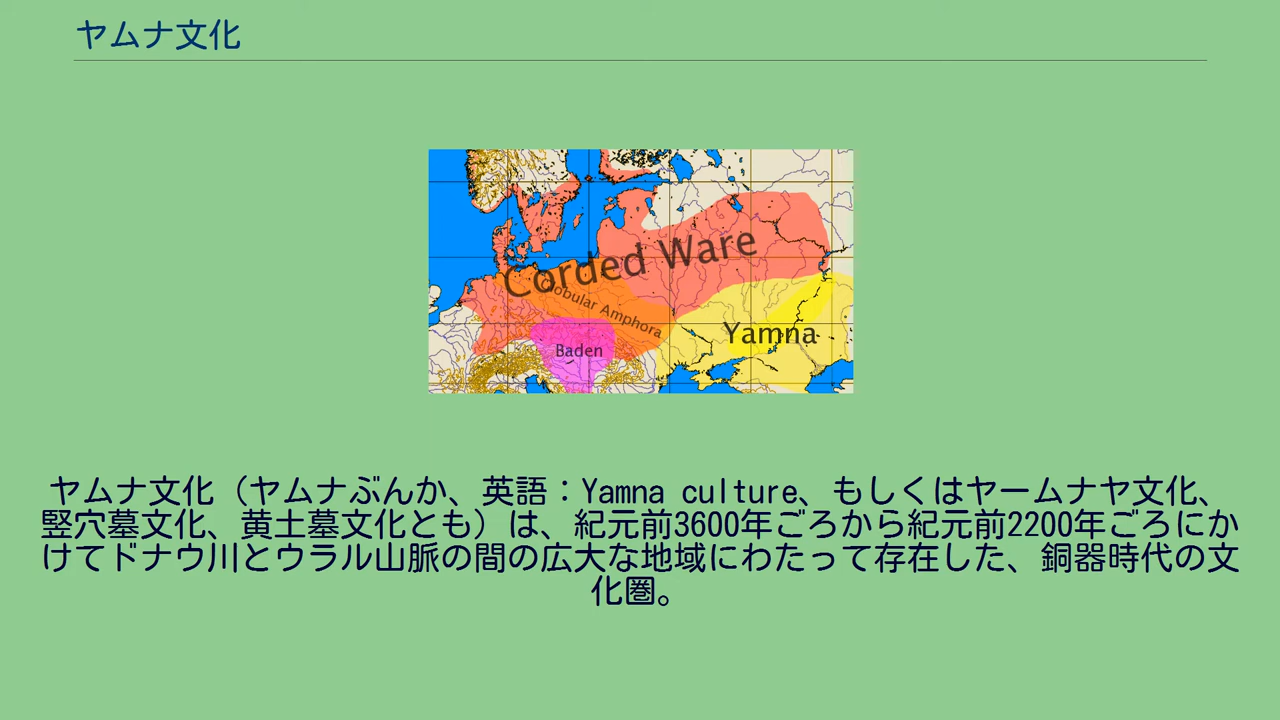 ヤムナ文化
Corded Ware
Globular Amphora
Yamna
Baden
ヤムナ文化（ヤムナぶんか、英語：Yamna culture、もしくはヤームナヤ文化、
竪穴墓文化、黄土墓文化とも）は、紀元前3600年ごろから紀元前2200年ごろにか
けてドナウ川とウラル山脈の間の広大な地域にわたって存在した、銅器時代の文
化圏。